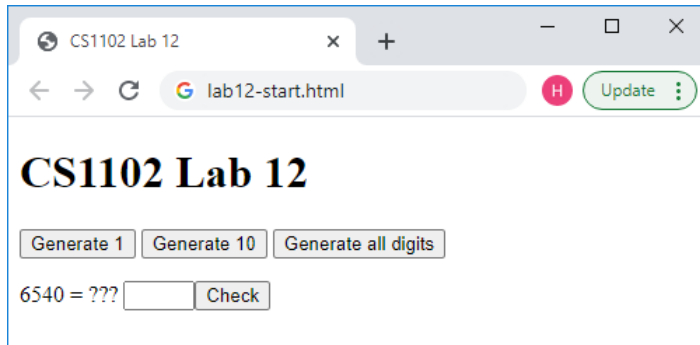 CS1102 Lab 12
lab12-start.html H Update
CS1102 Lab 12
Generate 1 Generate 10 Generate all digits
6540 = ??? Check